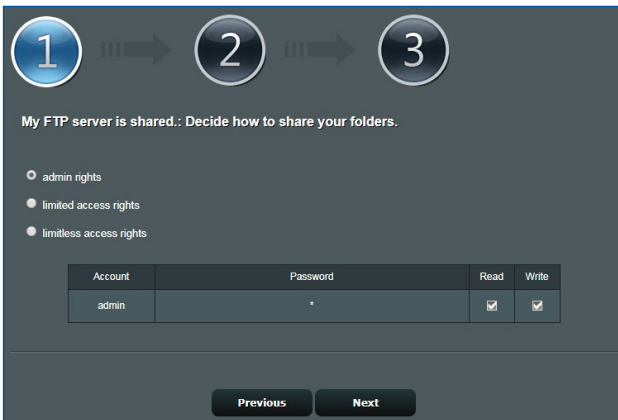 1 2 3
My FTP server is shared.: Decide how to share your folders.
admin rights
limited access rights
limitless access rights
Account Password Read Write
admin *
Previous Next